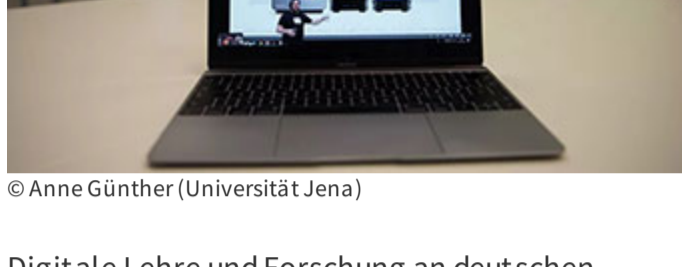 © Anne Günther (Universität Jena)
Digitale Lehre und Forschung an deutschen